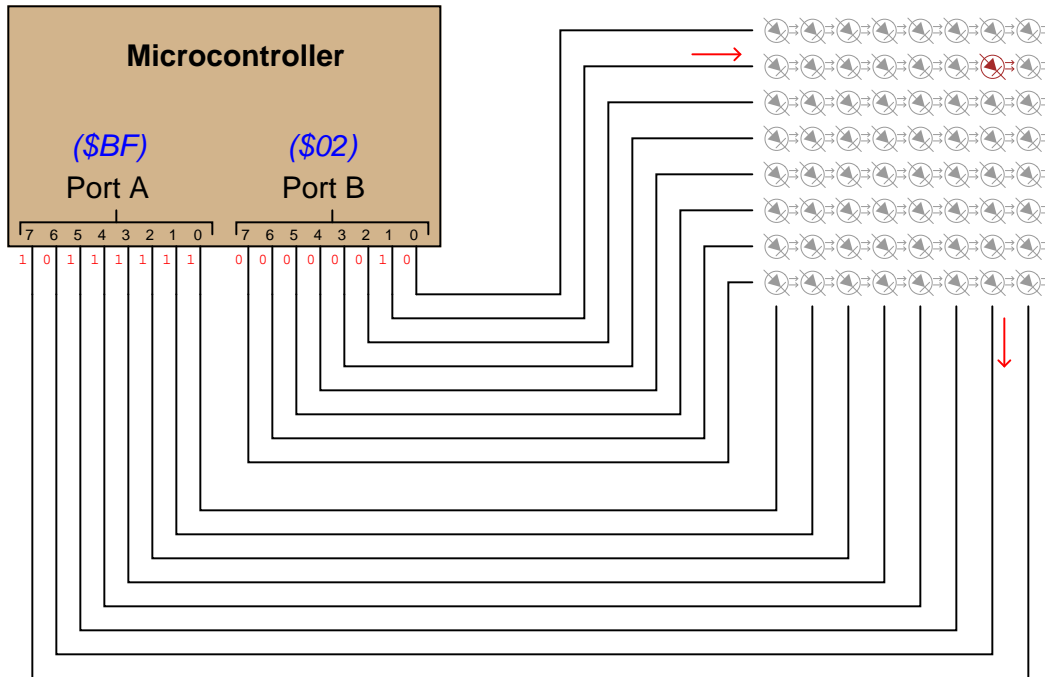 Microcontroller
($BF) ($02)
Port A Port B
7 6 5 4 3 2 1 0 7 6 5 4 3 2 1 0
1 0 1 1 1 1 1 1 0 0 0 0 0 0 1 0